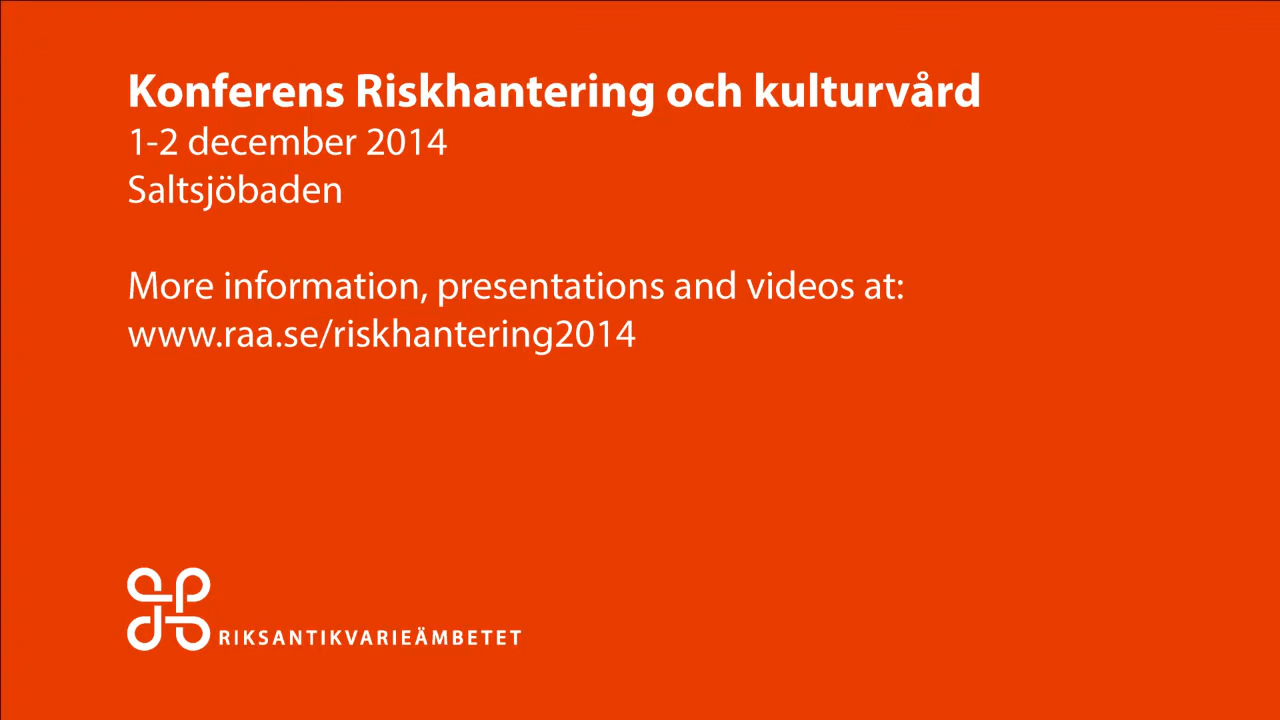 Konferens Riskhantering och kulturvård
1-2 december 2014
Saltsjöbaden
More information, presentations and videos at:
www.raa.se/riskhantering2014
RIKSANTIKVARIEÄMBETET